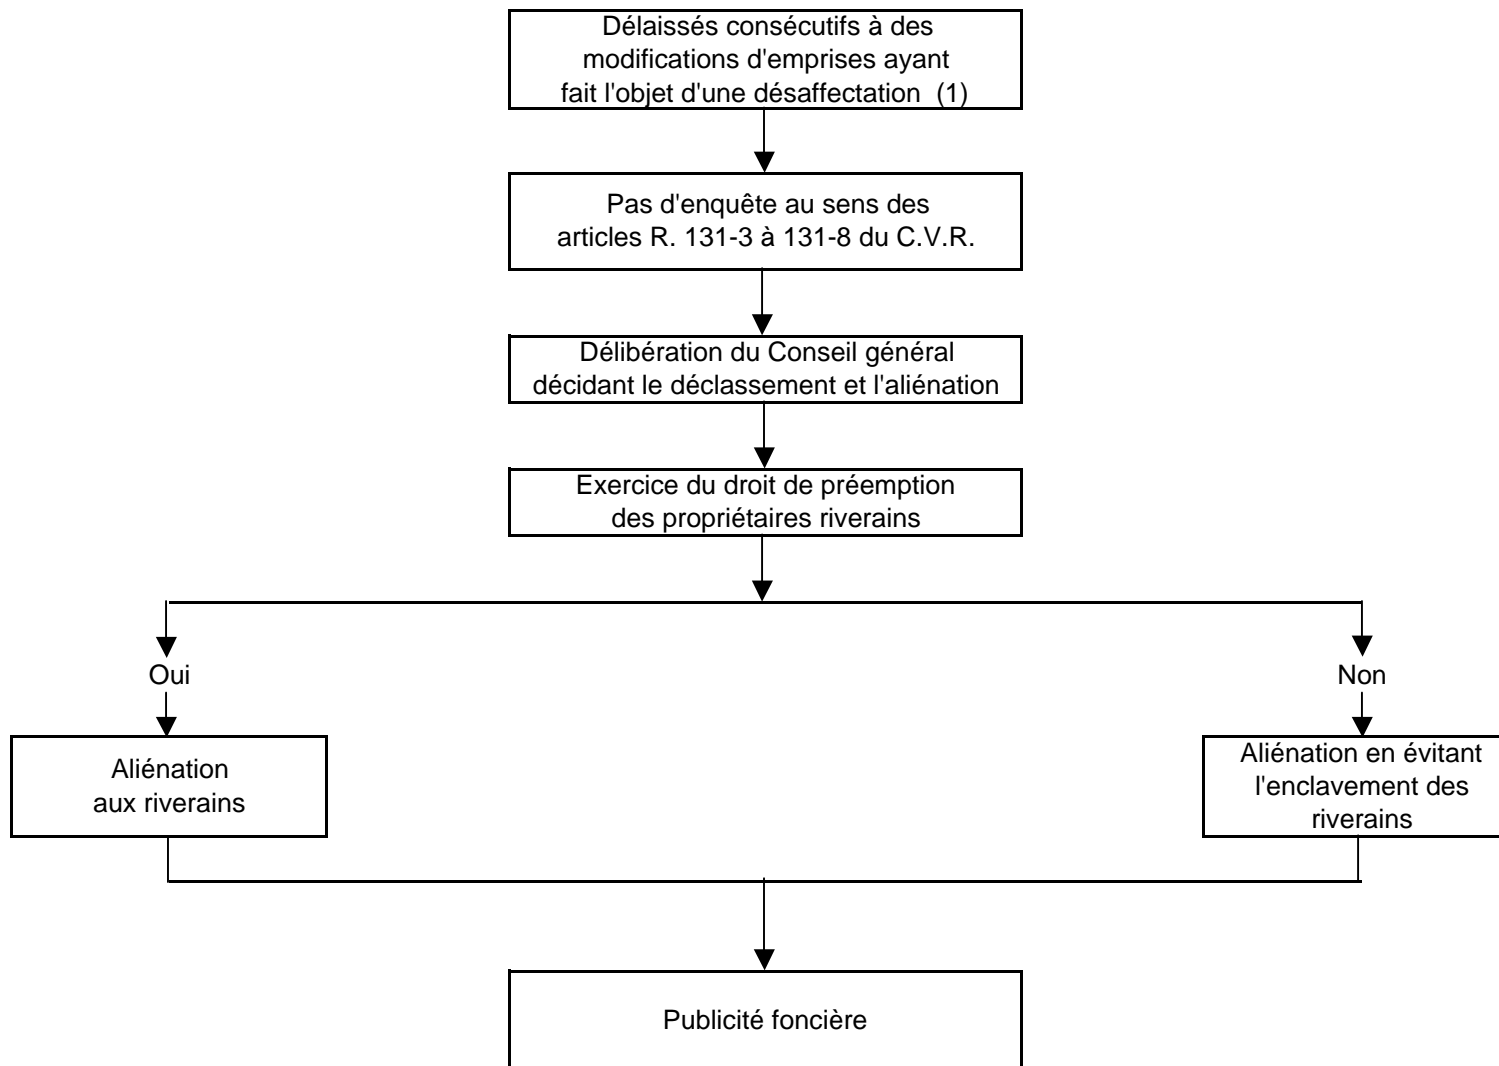 Délaissés consécutifs à des
modifications d'emprises ayant
fait l'objet d'une désaffectation (1)
Pas d'enquête au sens des
articles R. 131-3 à 131-8 du C.V.R.
Délibération du Conseil général
décidant le déclassement et l'aliénation
Exercice du droit de préemption
des propriétaires riverains
Oui
Non
Aliénation
aux riverains
Aliénation en évitant
l'enclavement des
riverains
Publicité foncière